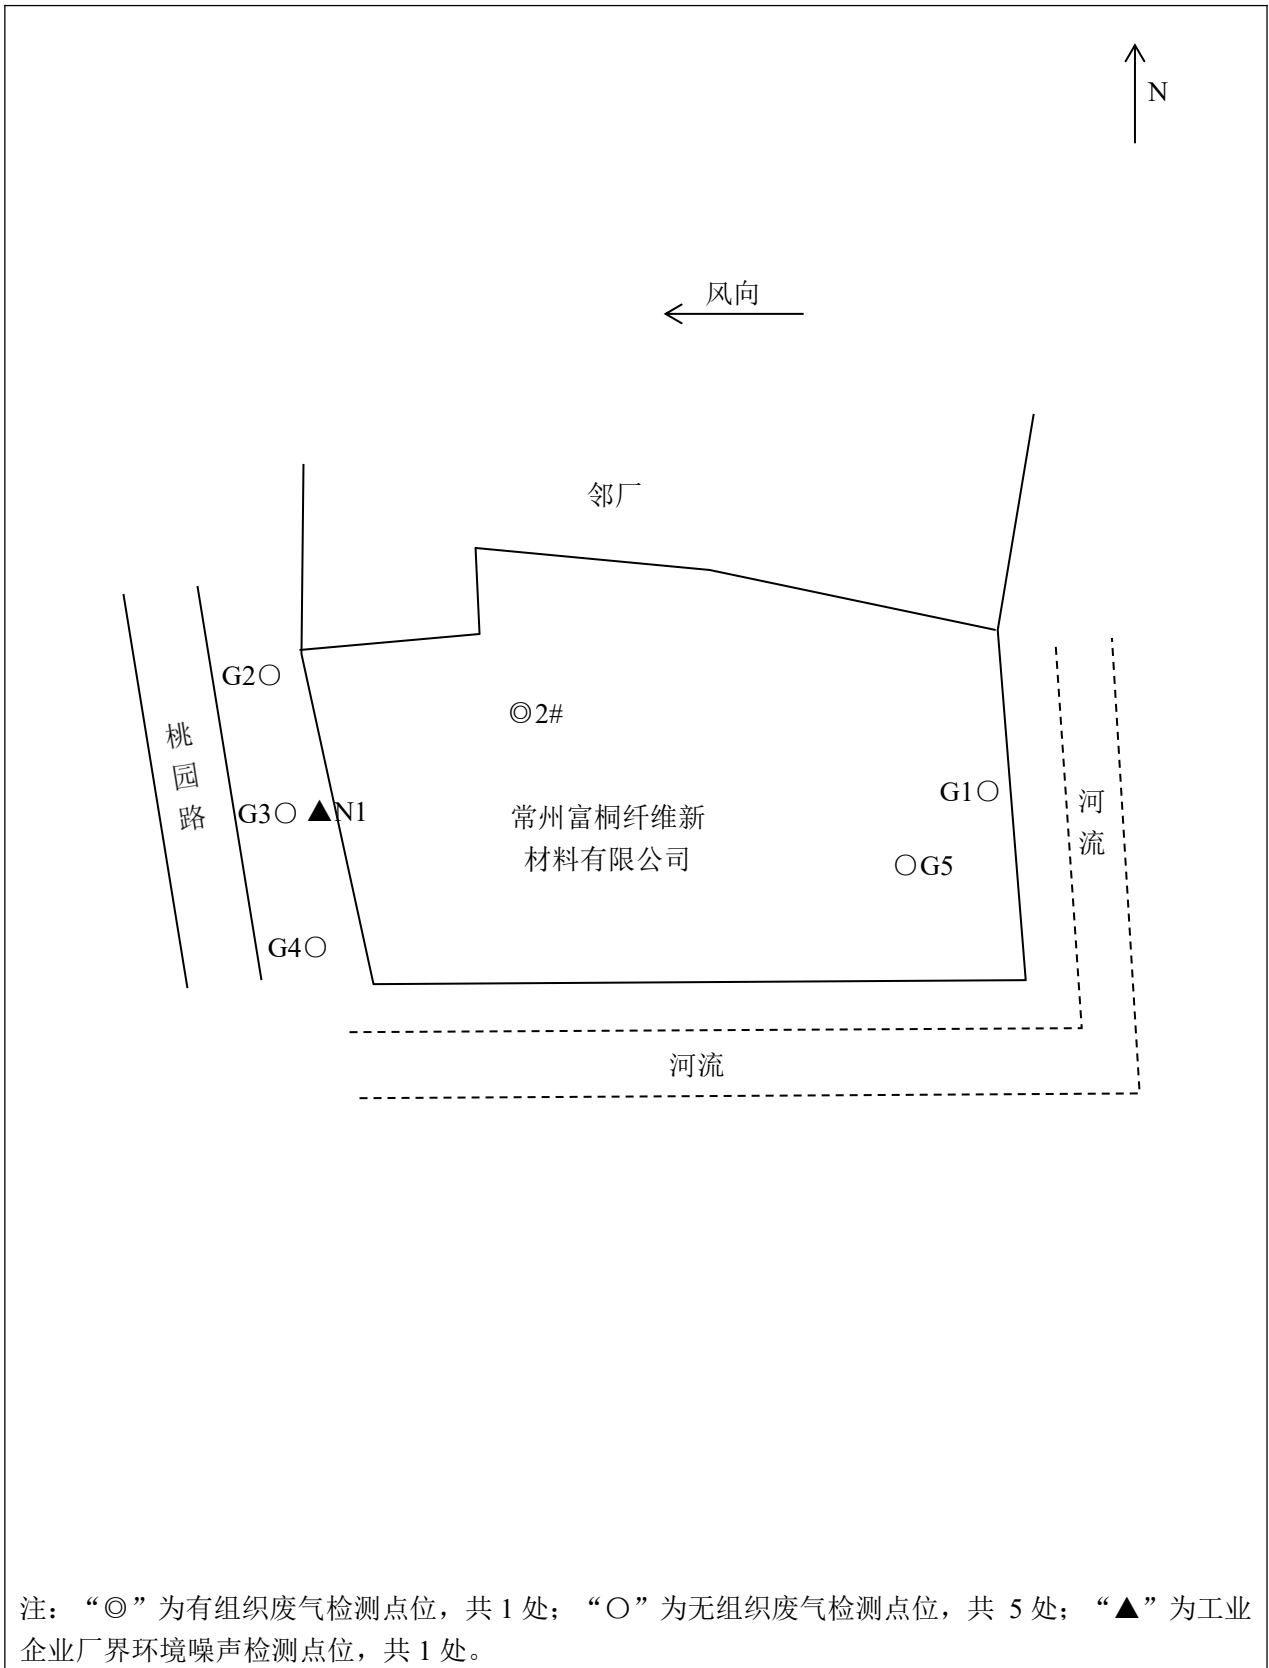 N
风向
邻厂
G2○
◎2#
桃
园
路
G1○
河
流
G3○ ▲N1
常州富桐纤维新
材料有限公司
○G5
G4○
河流
注：“◎”为有组织废气检测点位，共 1 处；“○”为无组织废气检测点位，共 5 处；“▲”为工业
企业厂界环境噪声检测点位，共 1 处。